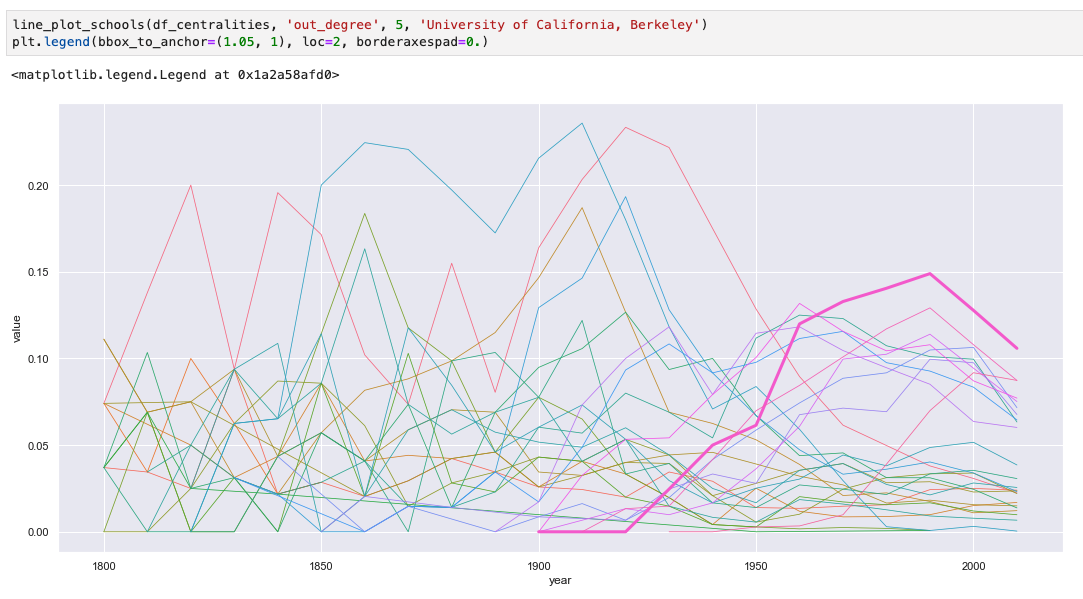 line_plot_schools(df_centralities, 'out_degree', 5, 'University of California, Berkeley')
plt.legend(bbox_to_anchor=(1.05, 1), loc=2, borderaxespad=0.)
<matplotlib.legend.Legend at 0x1a2a58afd0>
0.20
0.15
0.10
0.05
0.00
value
1800 1850 1900 1950 2000
year